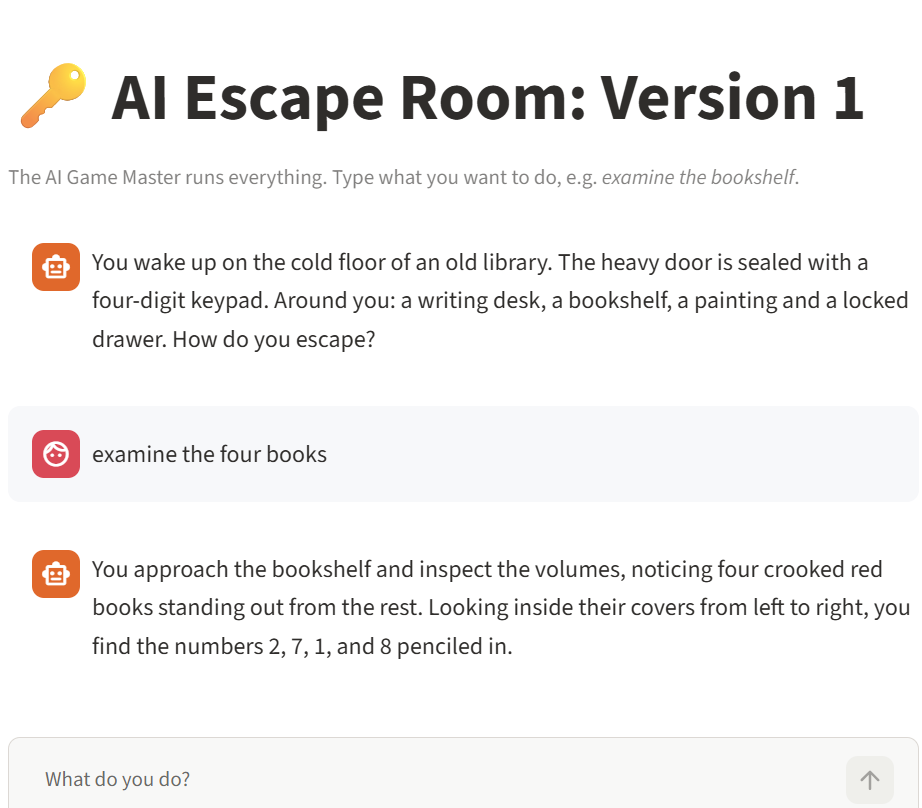 AI Escape Room: Version 1
The AI Game Master runs everything. Type what you want to do, e.g. examine the bookshelf.
You wake up on the cold floor of an old library. The heavy door is sealed with a
four-digit keypad. Around you: a writing desk, a bookshelf, a painting and a locked
drawer. How do you escape?
examine the four books
You approach the bookshelf and inspect the volumes, noticing four crooked red
books standing out from the rest. Looking inside their covers from left to right, you
find the numbers 2, 7, 1, and 8 penciled in.
What do you do?